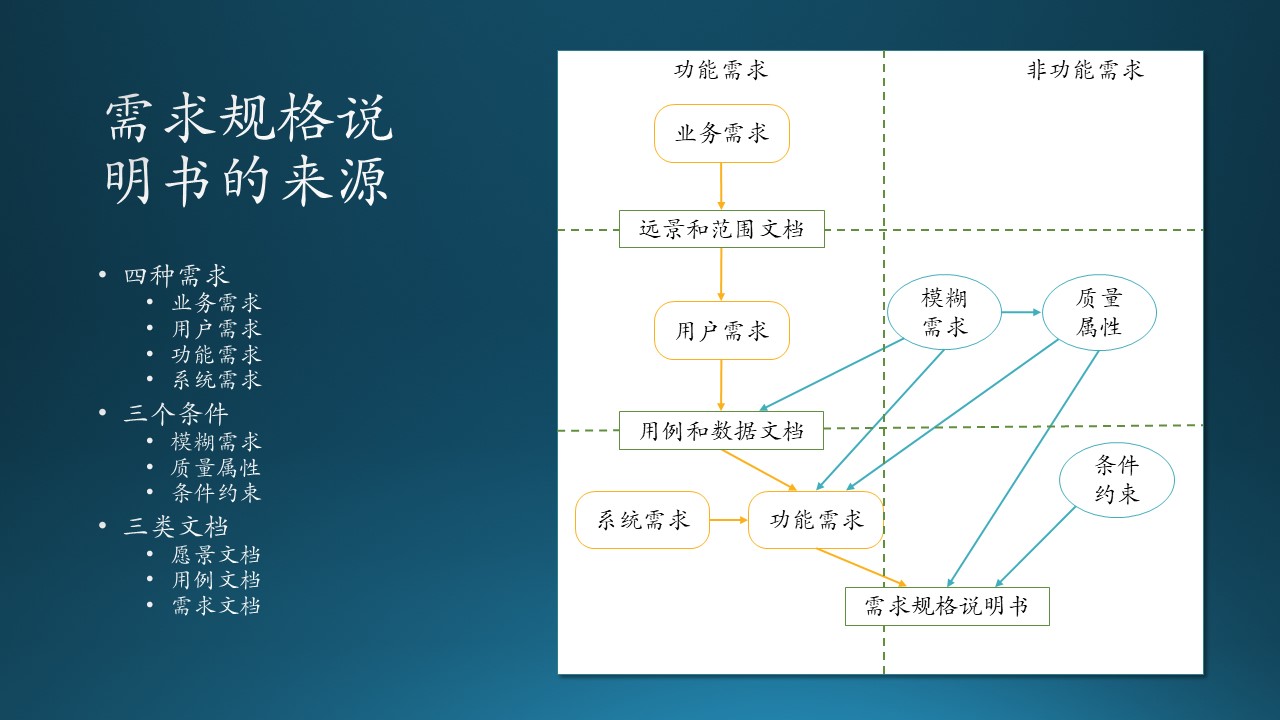 需求规格说
明书的来源
• 四种需求
• 业务需求
• 用户需求
• 功能需求
• 系统需求
• 三个条件
• 模糊需求
• 质量属性
• 条件约束
• 三类文档
• 愿景文档
• 用例文档
• 需求文档
功能需求
非功能需求
业务需求
远景和范围文档
用户需求
模糊
需求
质量
属性
用例和数据文档
条件
约束
系统需求
功能需求
需求规格说明书